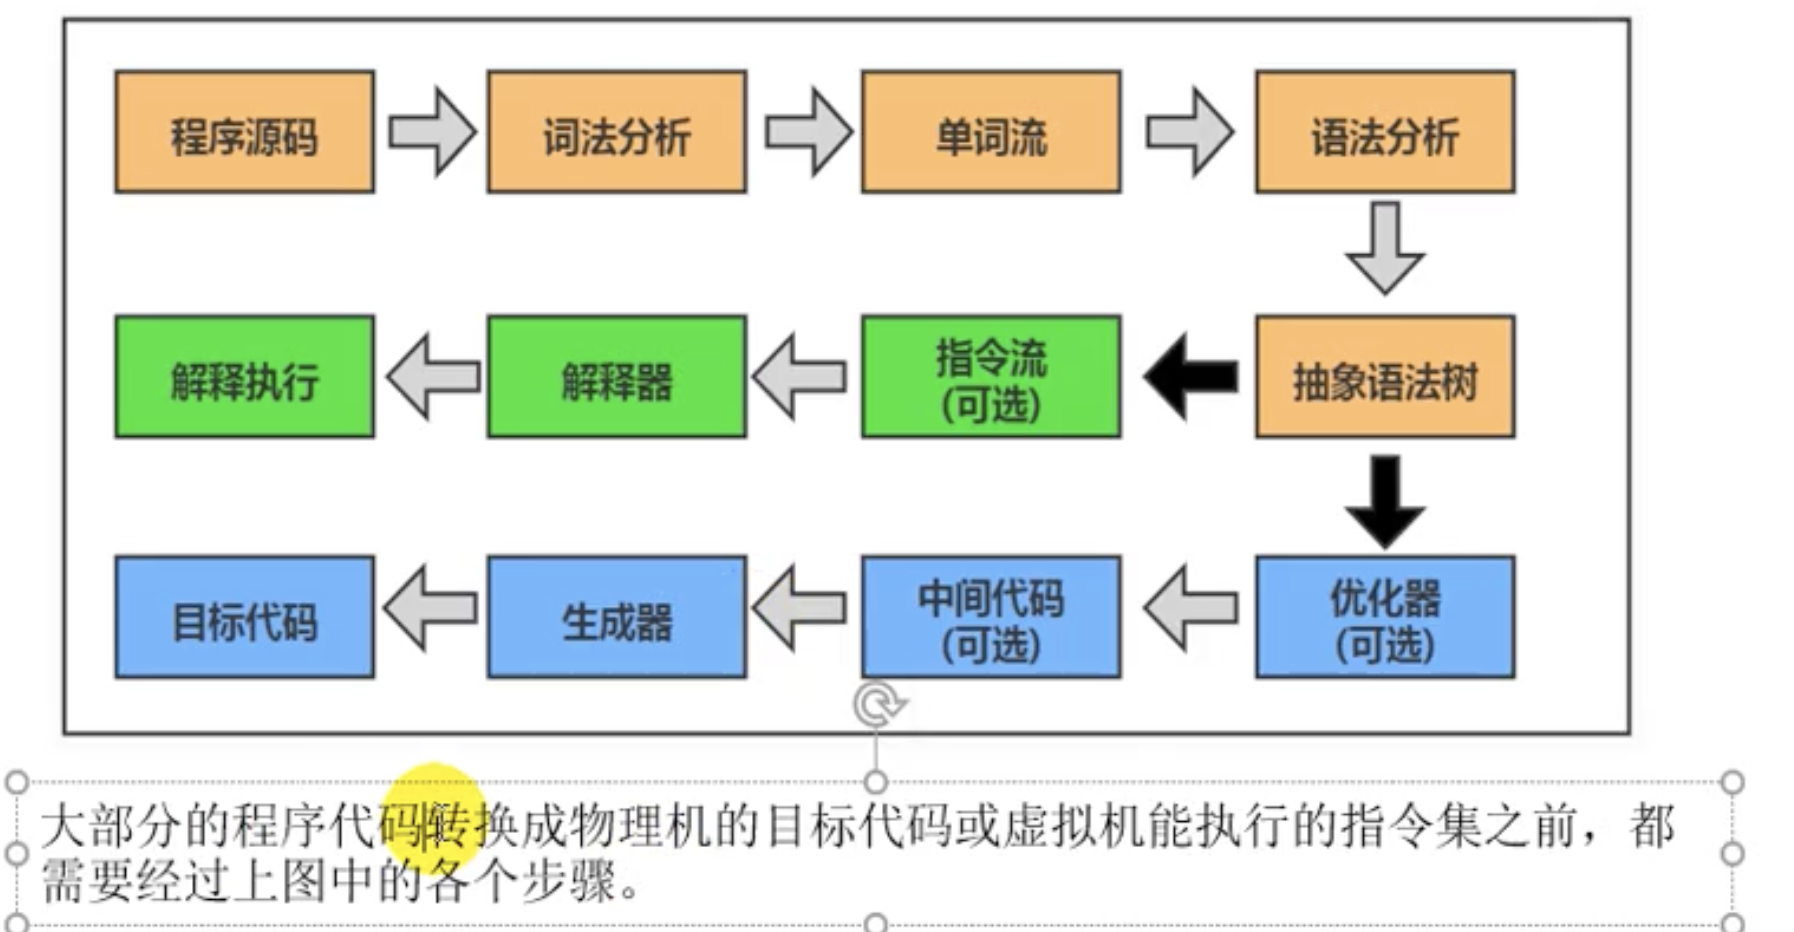 程序源码
词法分析
单词流
语法分析
解释执行
解释器
指令流
(可选)
抽象语法树
目标代码
生成器
中间代码
(可选)
优化器
(可选)
大部分的程序代码转换成物理机的目标代码或虚拟机能执行的指令集之前，都
需要经过上图中的各个步骤。